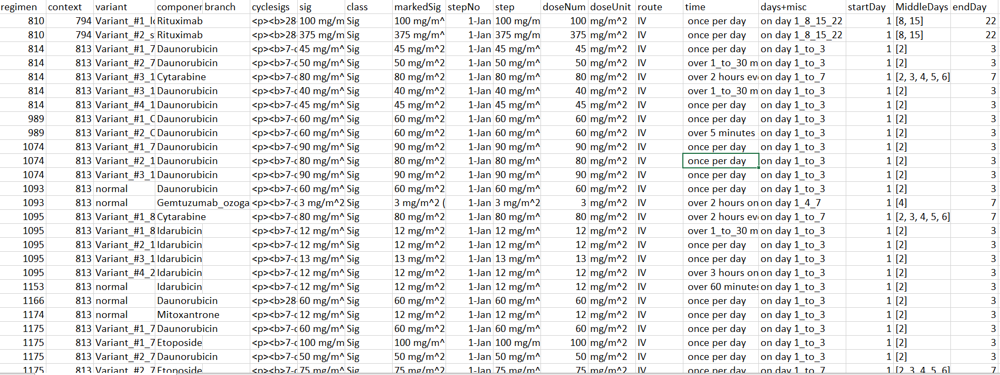 regimen context variant componer branch cyclesigs sig class markedSig stepNo step doseNum doseUnit route time days+misc startDay MiddleDays endDay
810 794 Variant_#1_lo Rituximab <p><b>28- 100 mg/m Sig 100 mg/m^ 1-Jan 100 mg/m 100 mg/m^2 IV once per day on day 1_8_15_22 1 [8, 15] 22
810 794 Variant_#2_s Rituximab <p><b>28- 375 mg/m Sig 375 mg/m^ 1-Jan 375 mg/m 375 mg/m^2 IV once per day on day 1_8_15_22 1 [8, 15] 22
814 813 Variant_#1_7 Daunorubicin <p><b>7-d 45 mg/m^ Sig 45 mg/m^2 1-Jan 45 mg/m^ 45 mg/m^2 IV once per day on day 1_to_3 1 [2] 3
814 813 Variant_#2_7 Daunorubicin <p><b>7-d 50 mg/m^ Sig 50 mg/m^2 1-Jan 50 mg/m^ 50 mg/m^2 IV over 1_to_30 m on day 1_to_3 1 [2] 3
814 813 Variant_#3_1 Cytarabine <p><b>7-d 80 mg/m^ Sig 80 mg/m^2 1-Jan 80 mg/m^ 80 mg/m^2 IV over 2 hours eve on day 1_to_7 1 [2, 3, 4, 5, 6] 7
814 813 Variant_#3_1 Daunorubicin <p><b>7-d 40 mg/m^ Sig 40 mg/m^2 1-Jan 40 mg/m^ 40 mg/m^2 IV over 1_to_30 m on day 1_to_3 1 [2] 3
814 813 Variant_#4_1 Daunorubicin <p><b>7-d 45 mg/m^ Sig 45 mg/m^2 1-Jan 45 mg/m^ 45 mg/m^2 IV once per day on day 1_to_3 1 [2] 3
989 813 Variant_#1_C Daunorubicin <p><b>7-d 60 mg/m^ Sig 60 mg/m^2 1-Jan 60 mg/m^ 60 mg/m^2 IV once per day on day 1_to_3 1 [2] 3
989 813 Variant_#2_C Daunorubicin <p><b>7-d 60 mg/m^ Sig 60 mg/m^2 1-Jan 60 mg/m^ 60 mg/m^2 IV over 5 minutes on day 1_to_3 1 [2] 3
1074 813 Variant_#1_7 Daunorubicin <p><b>7-d 90 mg/m^ Sig 90 mg/m^2 1-Jan 90 mg/m^ 90 mg/m^2 IV once per day on day 1_to_3 1 [2] 3
1074 813 Variant_#2_1 Daunorubicin <p><b>7-d 80 mg/m^ Sig 80 mg/m^2 1-Jan 80 mg/m^ 80 mg/m^2 IV once per day on day 1_to_3 1 [2] 3
1074 813 Variant_#3_1 Daunorubicin <p><b>7-d 90 mg/m^ Sig 90 mg/m^2 1-Jan 90 mg/m^ 90 mg/m^2 IV once per day on day 1_to_3 1 [2] 3
1093 813 normal Daunorubicin <p><b>7-d 60 mg/m^ Sig 60 mg/m^2 1-Jan 60 mg/m^ 60 mg/m^2 IV once per day on day 1_to_3 1 [2] 3
1093 813 normal Gemtuzumab_ozoga <p><b>7-d 3 mg/m^2 Sig 3 mg/m^2 ( 1-Jan 3 mg/m^2 3 mg/m^2 IV over 2 hours on on day 1_4_7 1 [4] 7
1095 813 Variant_#1_8 Cytarabine <p><b>7-d 80 mg/m^ Sig 80 mg/m^2 1-Jan 80 mg/m^ 80 mg/m^2 IV over 2 hours eve on day 1_to_7 1 [2, 3, 4, 5, 6] 7
1095 813 Variant_#1_8 Idarubicin <p><b>7-d 12 mg/m^ Sig 12 mg/m^2 1-Jan 12 mg/m^ 12 mg/m^2 IV over 1_to_30 m on day 1_to_3 1 [2] 3
1095 813 Variant_#2_1 Idarubicin <p><b>7-d 12 mg/m^ Sig 12 mg/m^2 1-Jan 12 mg/m^ 12 mg/m^2 IV once per day on day 1_to_3 1 [2] 3
1095 813 Variant_#3_1 Idarubicin <p><b>7-d 13 mg/m^ Sig 13 mg/m^2 1-Jan 13 mg/m^ 13 mg/m^2 IV once per day on day 1_to_3 1 [2] 3
1095 813 Variant_#4_2 Idarubicin <p><b>7-d 12 mg/m^ Sig 12 mg/m^2 1-Jan 12 mg/m^ 12 mg/m^2 IV over 3 hours on on day 1_to_3 1 [2] 3
1153 813 normal Idarubicin <p><b>7-d 12 mg/m^ Sig 12 mg/m^2 1-Jan 12 mg/m^ 12 mg/m^2 IV over 60 minutes on day 1_to_3 1 [2] 3
1166 813 normal Daunorubicin <p><b>28- 60 mg/m^ Sig 60 mg/m^2 1-Jan 60 mg/m^ 60 mg/m^2 IV once per day on day 1_to_3 1 [2] 3
1174 813 normal Mitoxantrone <p><b>7-d 12 mg/m^ Sig 12 mg/m^2 1-Jan 12 mg/m^ 12 mg/m^2 IV once per day on day 1_to_3 1 [2] 3
1175 813 Variant_#1_7 Daunorubicin <p><b>7-d 60 mg/m^ Sig 60 mg/m^2 1-Jan 60 mg/m^ 60 mg/m^2 IV once per day on day 1_to_3 1 [2] 3
1175 813 Variant_#1_7 Etoposide <p><b>7-d 100 mg/m Sig 100 mg/m^ 1-Jan 100 mg/m 100 mg/m^2 IV once per day on day 1_to_3 1 [2] 3
1175 813 Variant_#2_7 Daunorubicin <p><b>7-d 50 mg/m^ Sig 50 mg/m^2 1-Jan 50 mg/m^ 50 mg/m^2 IV once per day on day 1_to_3 1 [2] 3
1175 813 Variant_#2_7 Etoposide <p><b>7-d 75 mg/m^ Sig 75 mg/m^2 1-Jan 75 mg/m^ 75 mg/m^2 IV once per day on day 1_to_7 1 [2, 3, 4, 5, 6] 7